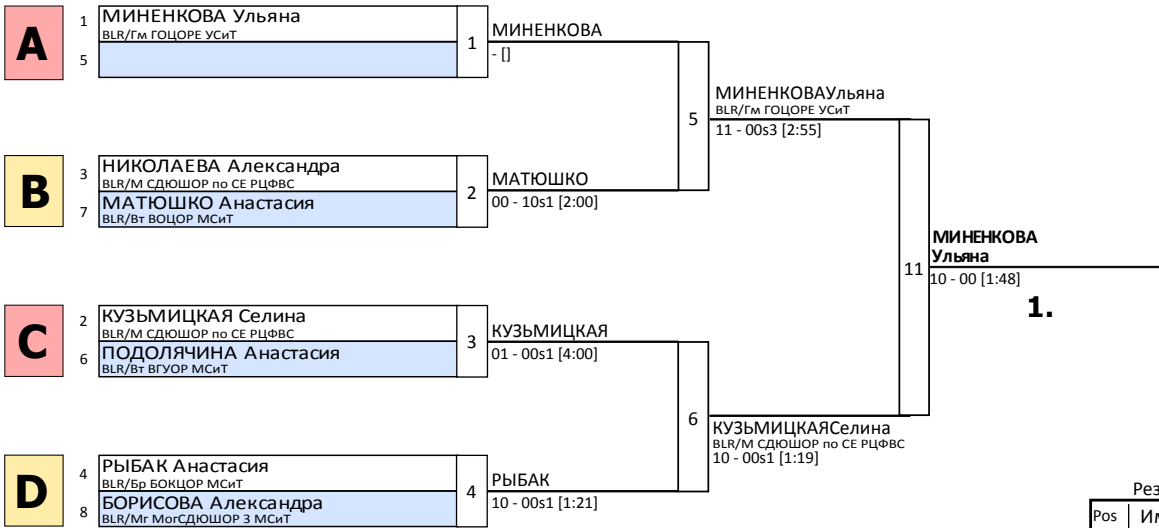 A
1 МИНЕНКОВА Ульяна
BLR/Гм ГОЦОРЕ УСиТ
5
1
МИНЕНКОВА
- []
5
МИНЕНКОВАУльяна
BLR/Гм ГОЦОРЕ УСиТ
11 - 00s3 [2:55]
B
3 НИКОЛАЕВА Александра
BLR/М СДЮШОР по СЕ РЦФВС
7 МАТЮШКО Анастасия
BLR/Вт ВОЦОР МСиТ
2
МАТЮШКО
00 - 10s1 [2:00]
11
МИНЕНКОВА
Ульяна
10 - 00 [1:48]
1.
C
2 КУЗЬМИЦКАЯ Селина
BLR/М СДЮШОР по СЕ РЦФВС
6 ПОДОЛЯЧИНА Анастасия
BLR/Вт ВГУОР МСиТ
3
КУЗЬМИЦКАЯ
01 - 00s1 [4:00]
6
КУЗЬМИЦКАЯСелина
BLR/М СДЮШОР по СЕ РЦФВС
10 - 00s1 [1:19]
D
4 РЫБАК Анастасия
BLR/Бр БОКЦОР МСиТ
8 БОРИСОВА Александра
BLR/Мг МогСДЮШОР 3 МСиТ
4
РЫБАК
10 - 00s1 [1:21]
Рез
Pos Им